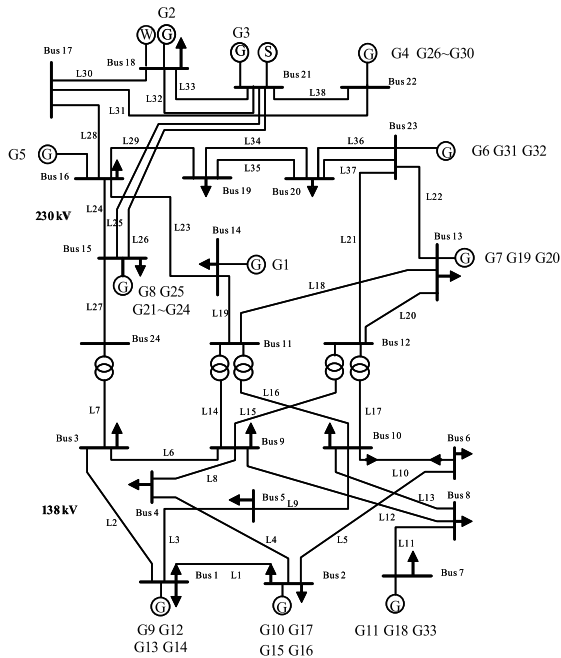 G2
Bus 17
W
G
Bus 18
G3
G
S
G
G4 G26~G30
L30
L33
L32
Bus 21
Bus 22
L31
L38
L28
L29
L34
L36
Bus 23
G5
G
L35
L37
G
G6 G31 G32
Bus 16
Bus 19
Bus 20
L22
L24
L25
230 kV
L23
Bus 14
L21
Bus 13
L26
Bus 15
G
G1
G
G7 G19 G20
G
G8 G25
G21~G24
L18
L27
L19
L20
Bus 24
Bus 11
Bus 12
L16
L7
L14
L15
L17
Bus 3
Bus 9
Bus 10
Bus 6
L6
L8
L10
Bus 4
Bus 5
L9
L13
Bus 8
138 kV
L2
L12
L3
L4
L5
L11
L1
Bus 1
Bus 2
Bus 7
G
G
G
G9 G12
G13 G14
G10 G17
G15 G16
G11 G18 G33